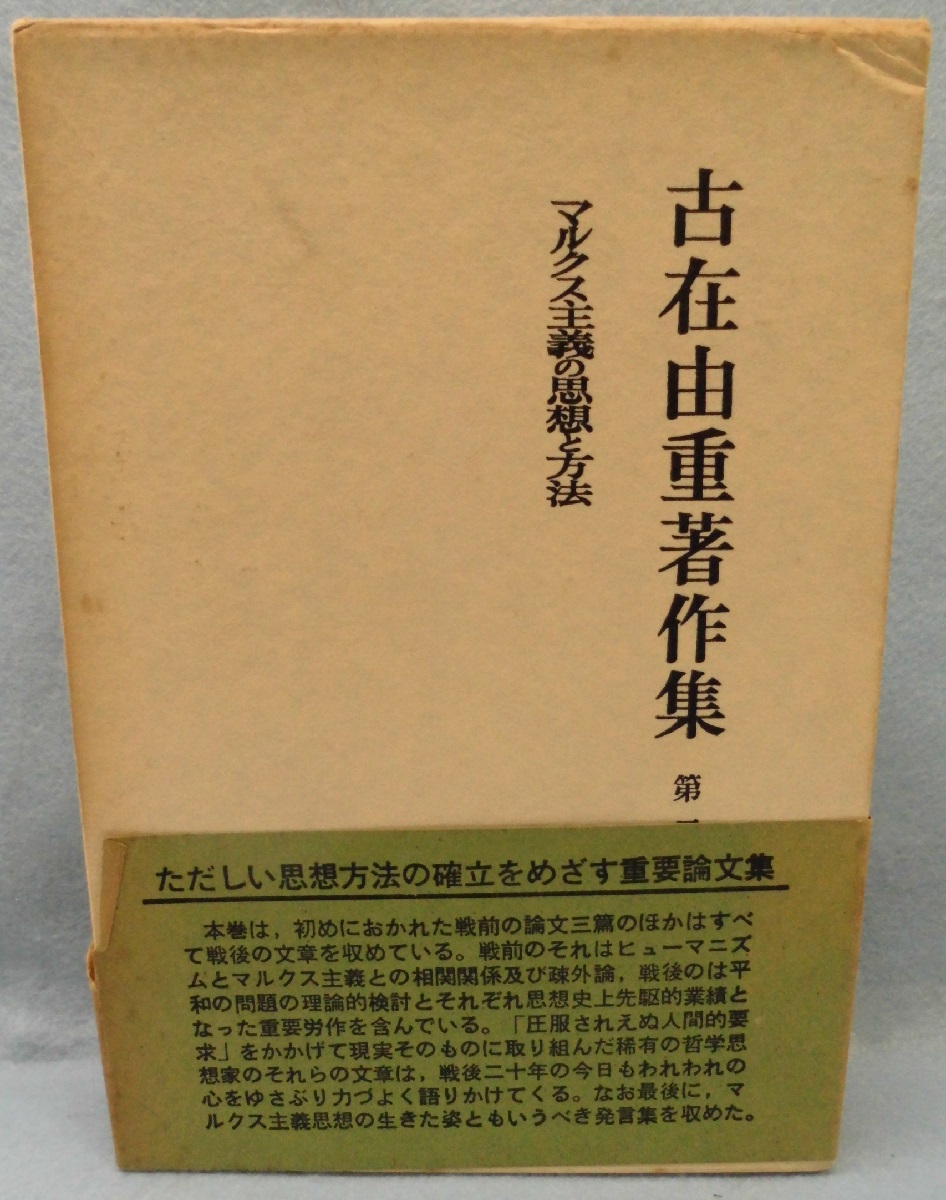 古在由重著作集
第
マルクス主義の思想と方法
ただしい思想方法の確立をめざす重要論文集
本巻は，初めにおかれた戦前の論文三篇のほかはすべ
て戦後の文章を収めている。戦前のそれはヒューマニズ
ムとマルクス主義との相関関係及び疎外論，戦後のは平
和の問題の理論的検討とそれぞれ思想史上先駆的業績と
なった重要労作を含んでいる。「圧服されえぬ人間的要
求」をかかげて現実そのものに取り組んだ稀有の哲学思
想家のそれらの文章は，戦後二十年の今日もわれわれの
心をゆさぶり力づよく語りかけてくる。なお最後に，マ
ルクス主義思想の生きた姿ともいうべき発言集を収めた。